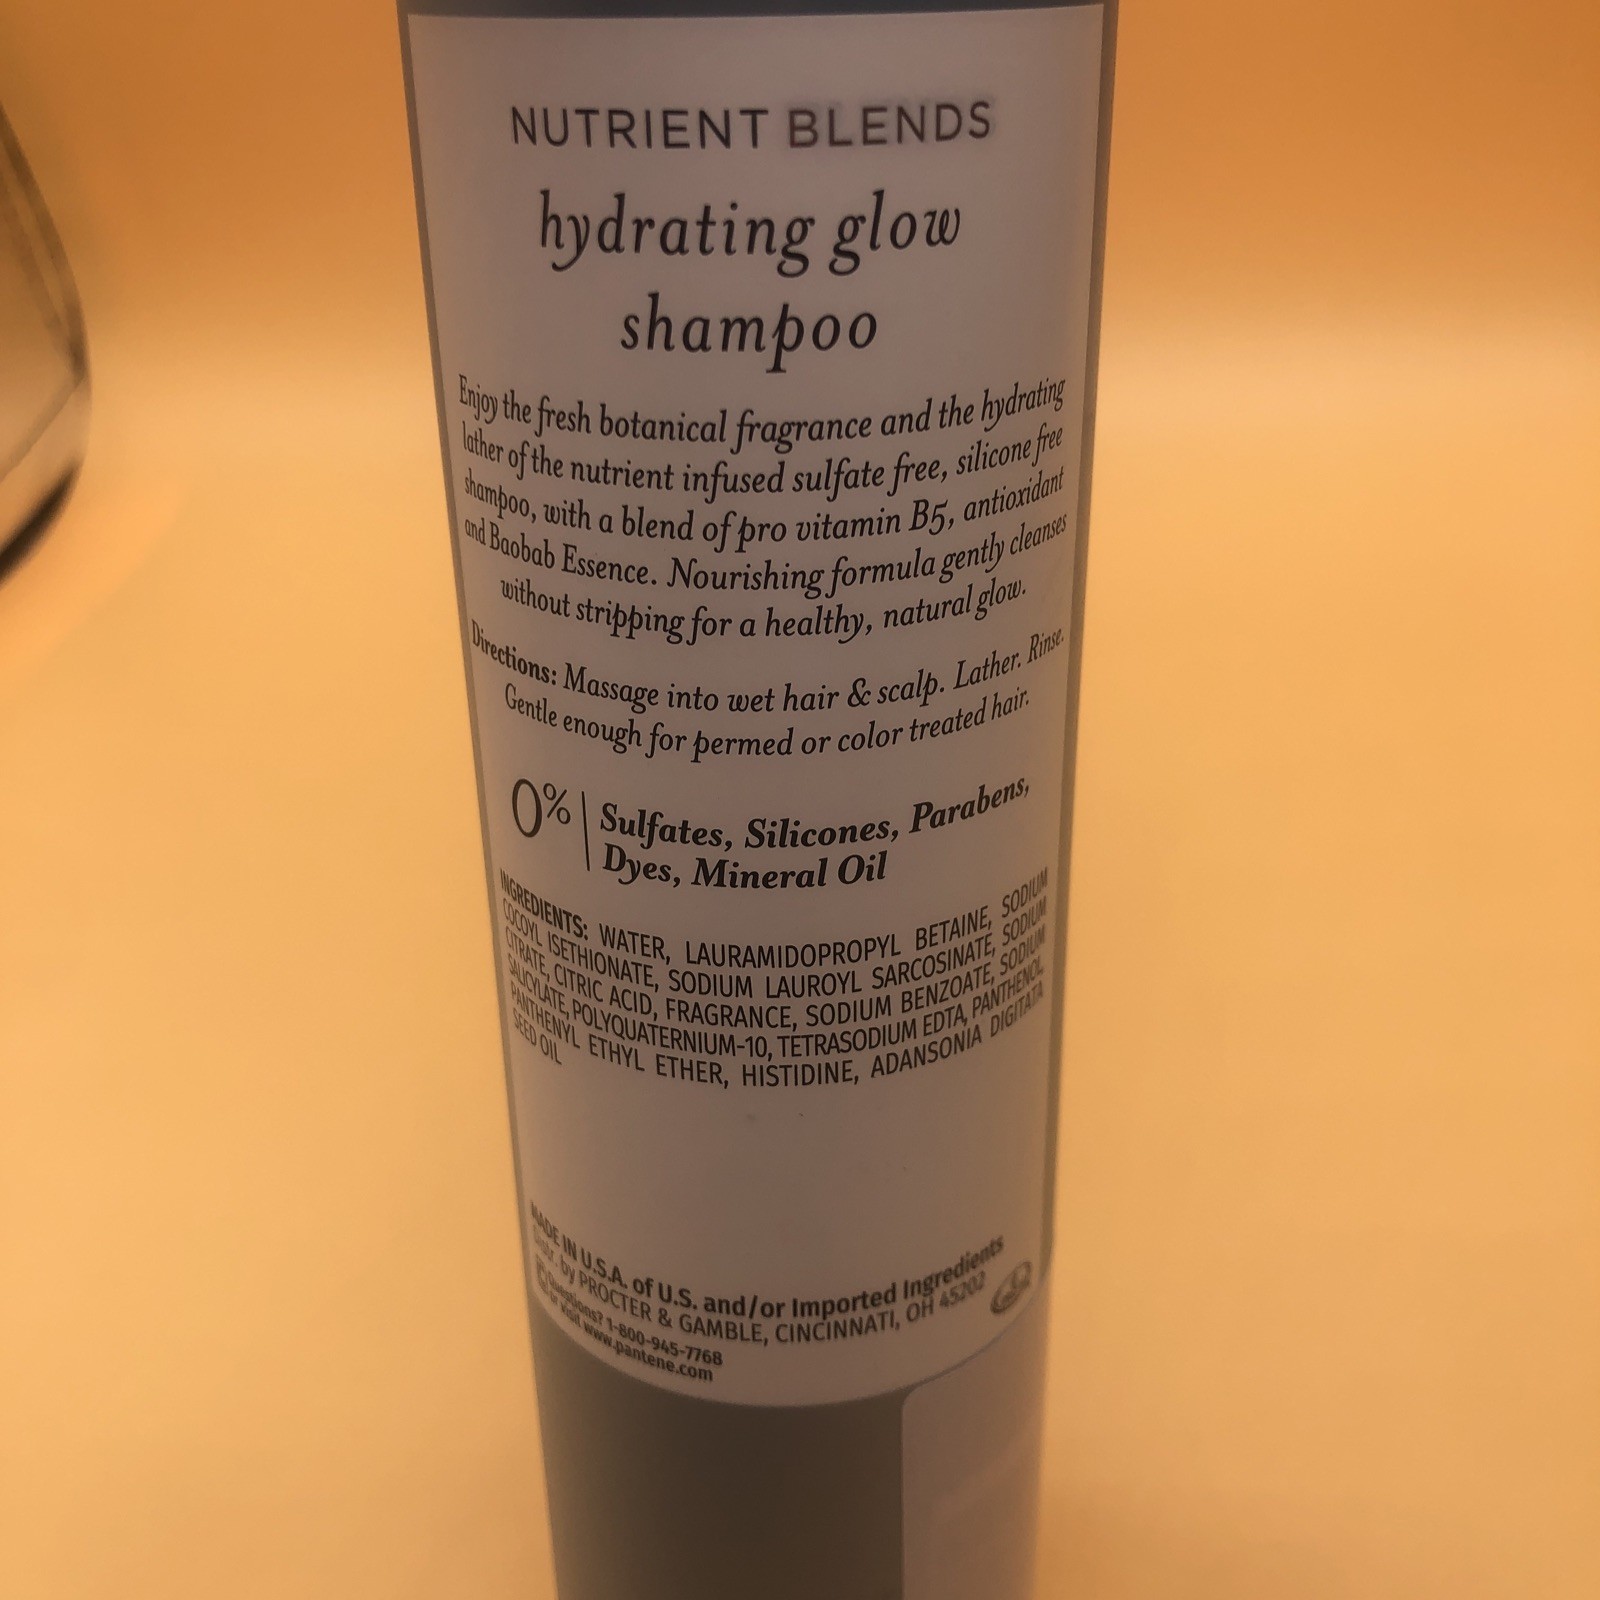 NUTRIENT BLENDS
hydrating glow
shampoo
Enjoy the fresh botanical fragrance and the hydrating
lather of the nutrient infused sulfate free, silicone free
shampoo, with a blend of pro vitamin B5, antioxidant
and Baobab Essence. Nourishing formula gently cleanses
without stripping for a healthy, natural glow.
Directions: Massage into wet hair & scalp. Lather. Rinse.
Gentle enough for permed or color treated hair.
0% | Sulfates, Silicones, Parabens,
Dyes, Mineral Oil
INGREDIENTS: WATER, LAURAMIDOPROPYL BETAINE, SODIUM
COCOYL ISETHIONATE, SODIUM LAUROYL SARCOSINATE, SODIUM
CITRATE, CITRIC ACID, FRAGRANCE, SODIUM BENZOATE, SODIUM
SALICYLATE, POLYQUATERNIUM-10, TETRASODIUM EDTA, PANTHENOL,
PANTHENYL ETHYL ETHER, HISTIDINE, ADANSONIA DIGITATA
SEED OIL
MADE IN U.S.A. of U.S. and/or Imported Ingredients
Distr. by PROCTER & GAMBLE, CINCINNATI, OH 45202
Questions? 1-800-945-7768
or visit www.pantene.com